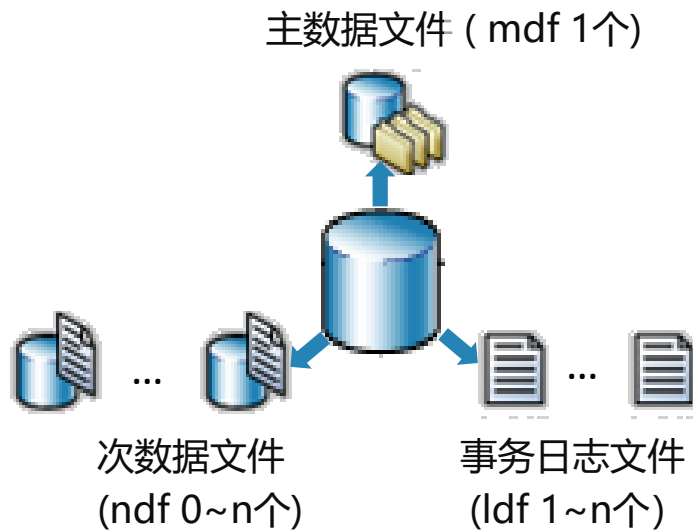 主数据文件 ( mdf 1个)
...
...
次数据文件
(ndf 0~n个)
事务日志文件
(ldf 1~n个)